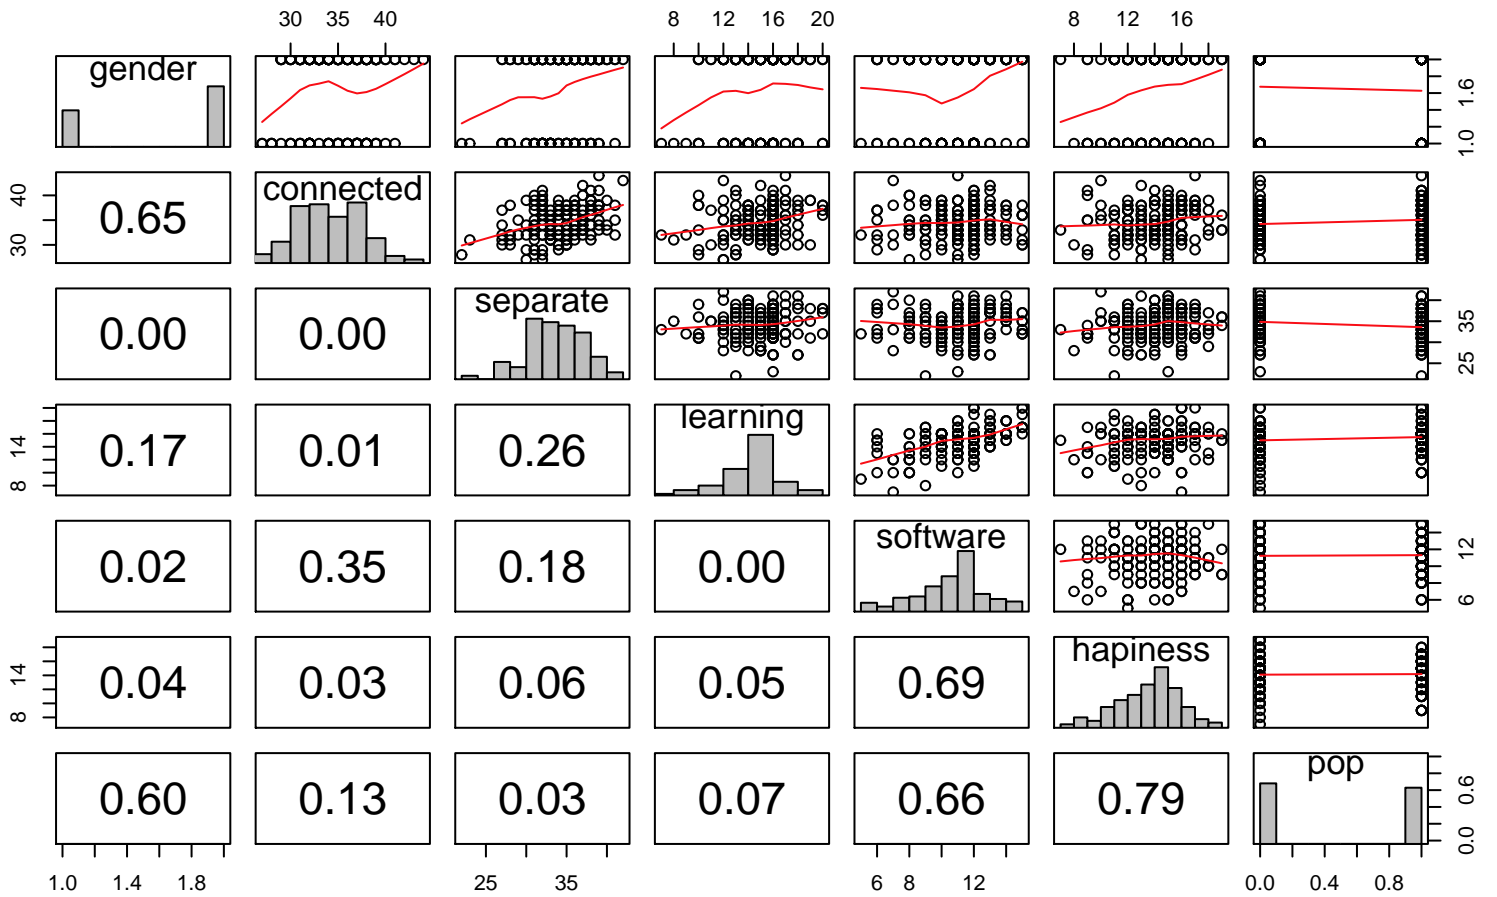 30 35 40 8 12 16 20 8 12 16
gender 1.0 1.6
30 40 0.65 connected
0.00 0.00 separate 25 35
8 14 0.17 0.01 0.26 learning
0.02 0.35 0.18 0.00 software 6 12
8 14 0.04 0.03 0.06 0.05 0.69 hapiness
0.60 0.13 0.03 0.07 0.66 0.79 pop 0.0 0.6
1.0 1.4 1.8 25 35 6 8 12 0.0 0.4 0.8